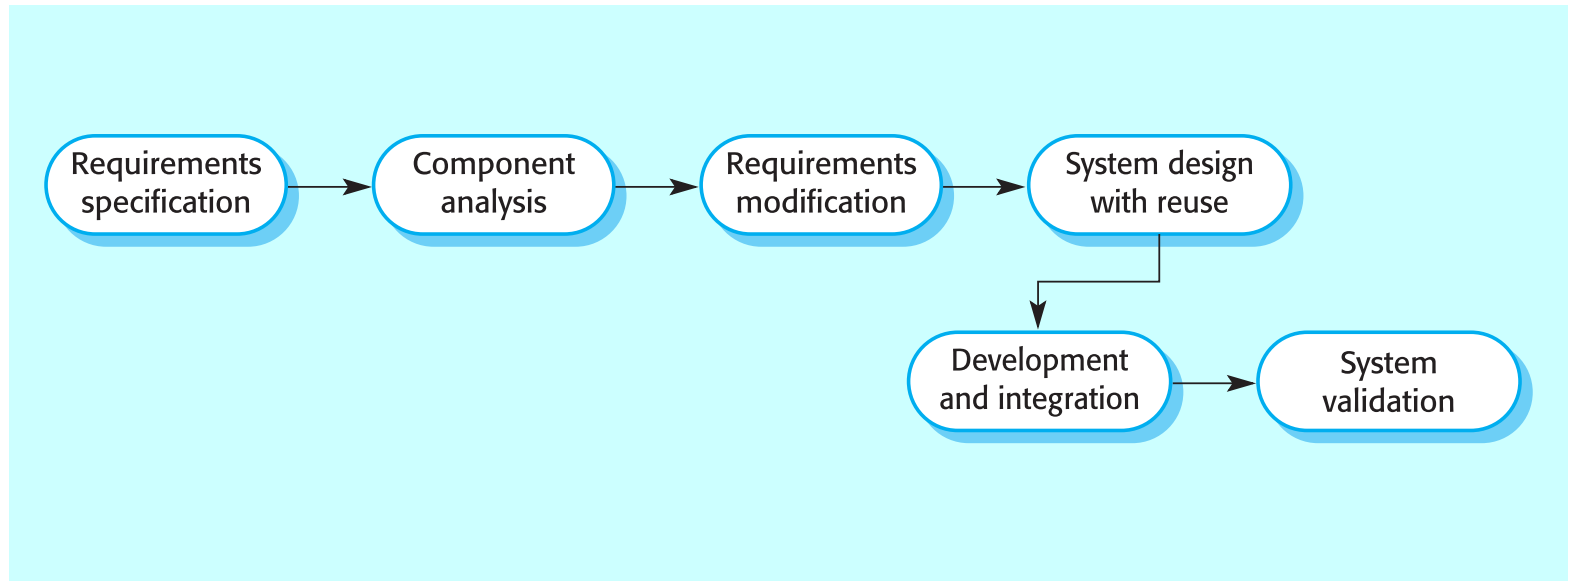 Requirements
specification
Component
analysis
Requirements
modification
System design
with reuse
Development
and integration
System
validation